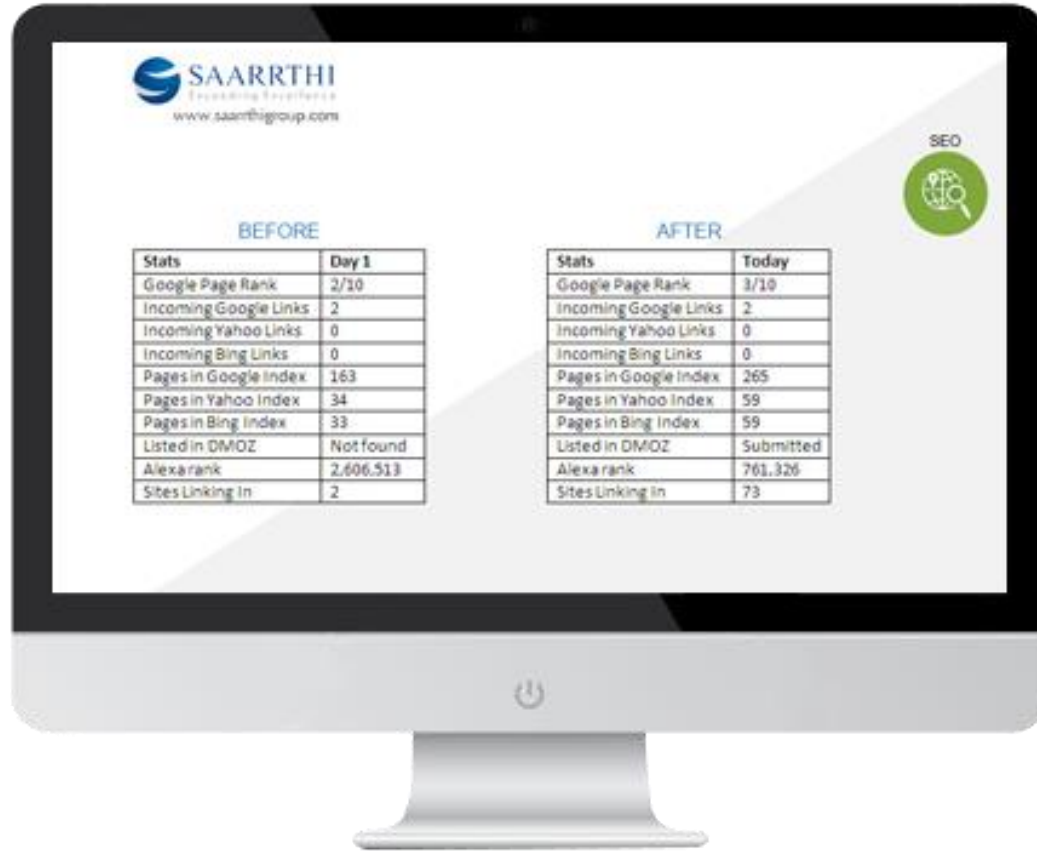 SAARRTHI
Exceeding Excellence
www.saarrthigroup.com
SEO
BEFORE
Stats Day 1
Google Page Rank 2/10
Incoming Google Links 2
Incoming Yahoo Links 0
Incoming Bing Links 0
Pages in Google Index 163
Pages in Yahoo Index 34
Pages in Bing Index 33
Listed in DMOZ Not found
Alexa rank 2,606,513
Sites Linking In 2
AFTER
Stats Today
Google Page Rank 3/10
Incoming Google Links 2
Incoming Yahoo Links 0
Incoming Bing Links 0
Pages in Google Index 265
Pages in Yahoo Index 59
Pages in Bing Index 59
Listed in DMOZ Submitted
Alexa rank 761,326
Sites Linking In 73